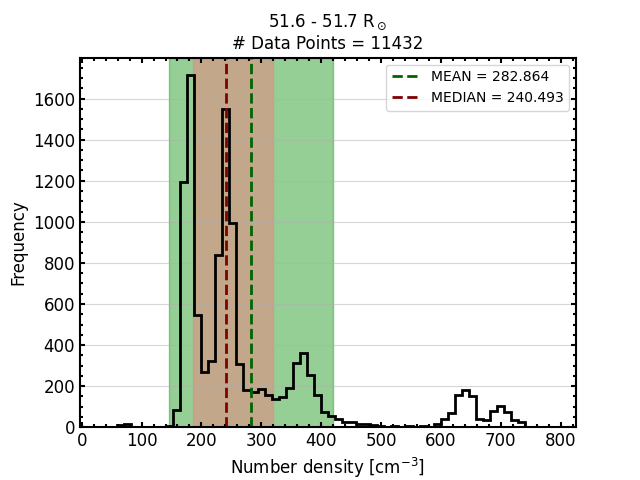 51.6 - 51.7 R⊙
# Data Points = 11432
MEAN = 282.864
MEDIAN = 240.493
Frequency
1600
1400
1200
1000
800
600
400
200
0
0 100 200 300 400 500 600 700 800
Number density [cm⁻³]